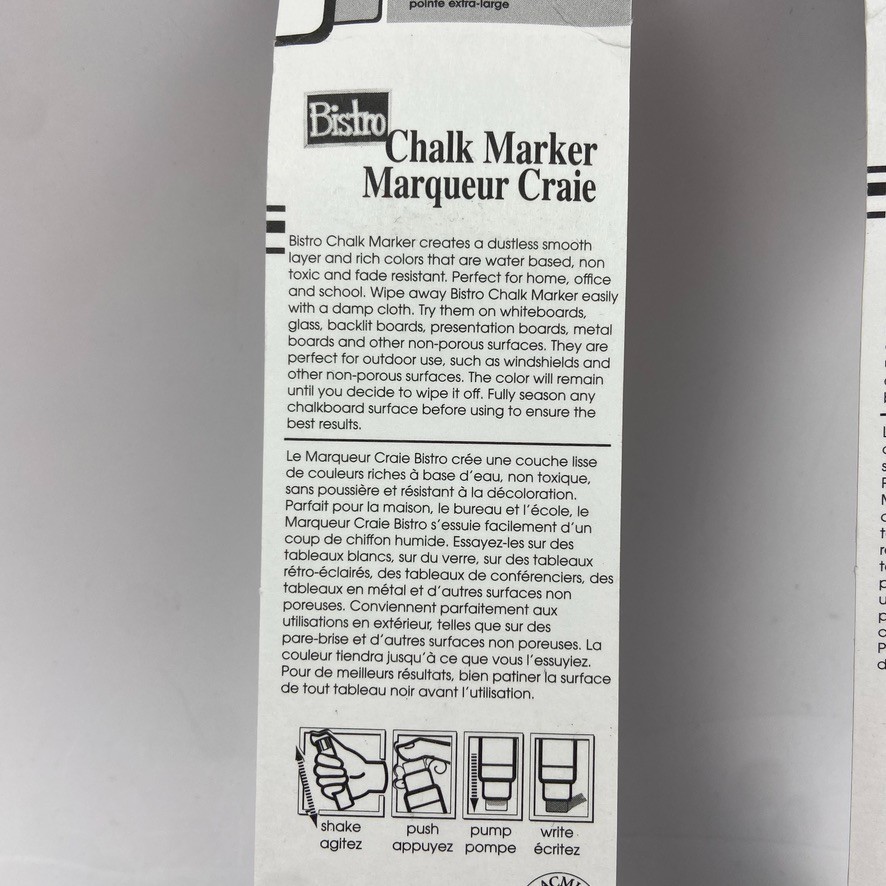 pointe extra-large
Bistro
Chalk Marker
Marqueur Craie
Bistro Chalk Marker creates a dustless smooth
layer and rich colors that are water based, non
toxic and fade resistant. Perfect for home, office
and school. Wipe away Bistro Chalk Marker easily
with a damp cloth. Try them on whiteboards,
glass, backlit boards, presentation boards, metal
boards and other non-porous surfaces. They are
perfect for outdoor use, such as windshields and
other non-porous surfaces. The color will remain
until you decide to wipe it off. Fully season any
chalkboard surface before using to ensure the
best results.
Le Marqueur Craie Bistro crée une couche lisse
de couleurs riches à base d'eau, non toxique,
sans poussière et résistant à la décoloration.
Parfait pour la maison, le bureau et l'école, le
Marqueur Craie Bistro s'essuie facilement d'un
coup de chiffon humide. Essayez-les sur des
tableaux blancs, sur du verre, sur des tableaux
rétro-éclairés, des tableaux de conférenciers, des
tableaux en métal et d'autres surfaces non
poreuses. Conviennent parfaitement aux
utilisations en extérieur, telles que sur des
pare-brise et d'autres surfaces non poreuses. La
couleur tiendra jusqu'à ce que vous l'essuyiez.
Pour de meilleurs résultats, bien patiner la surface
de tout tableau noir avant l'utilisation.
shake push pump write
agitez appuyez pompe écritez
ACMI